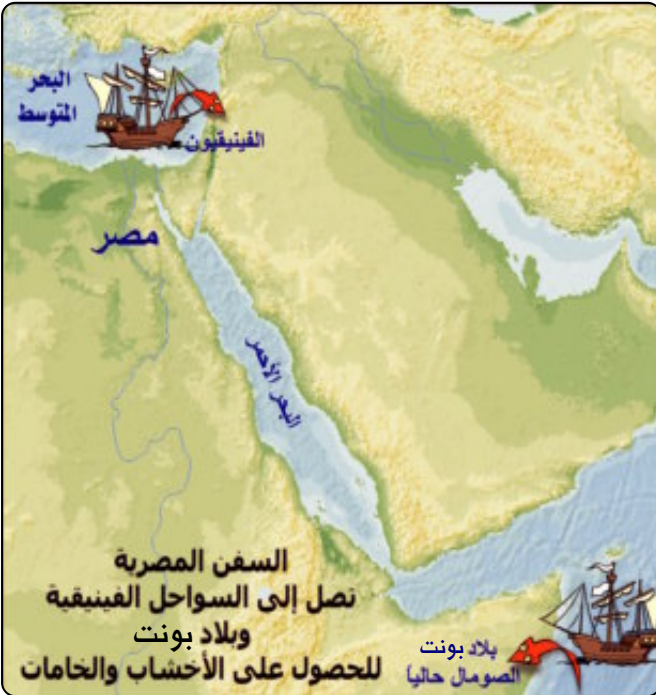 البحر
المتوسط
الفينيقيون
مصر
البحر الأحمر
السفن المصرية
تصل إلى السواحل الفينيقية
وبلاد بونت
للحصول على الأخشاب والخامات
بلاد بونت
الصومال حالياً